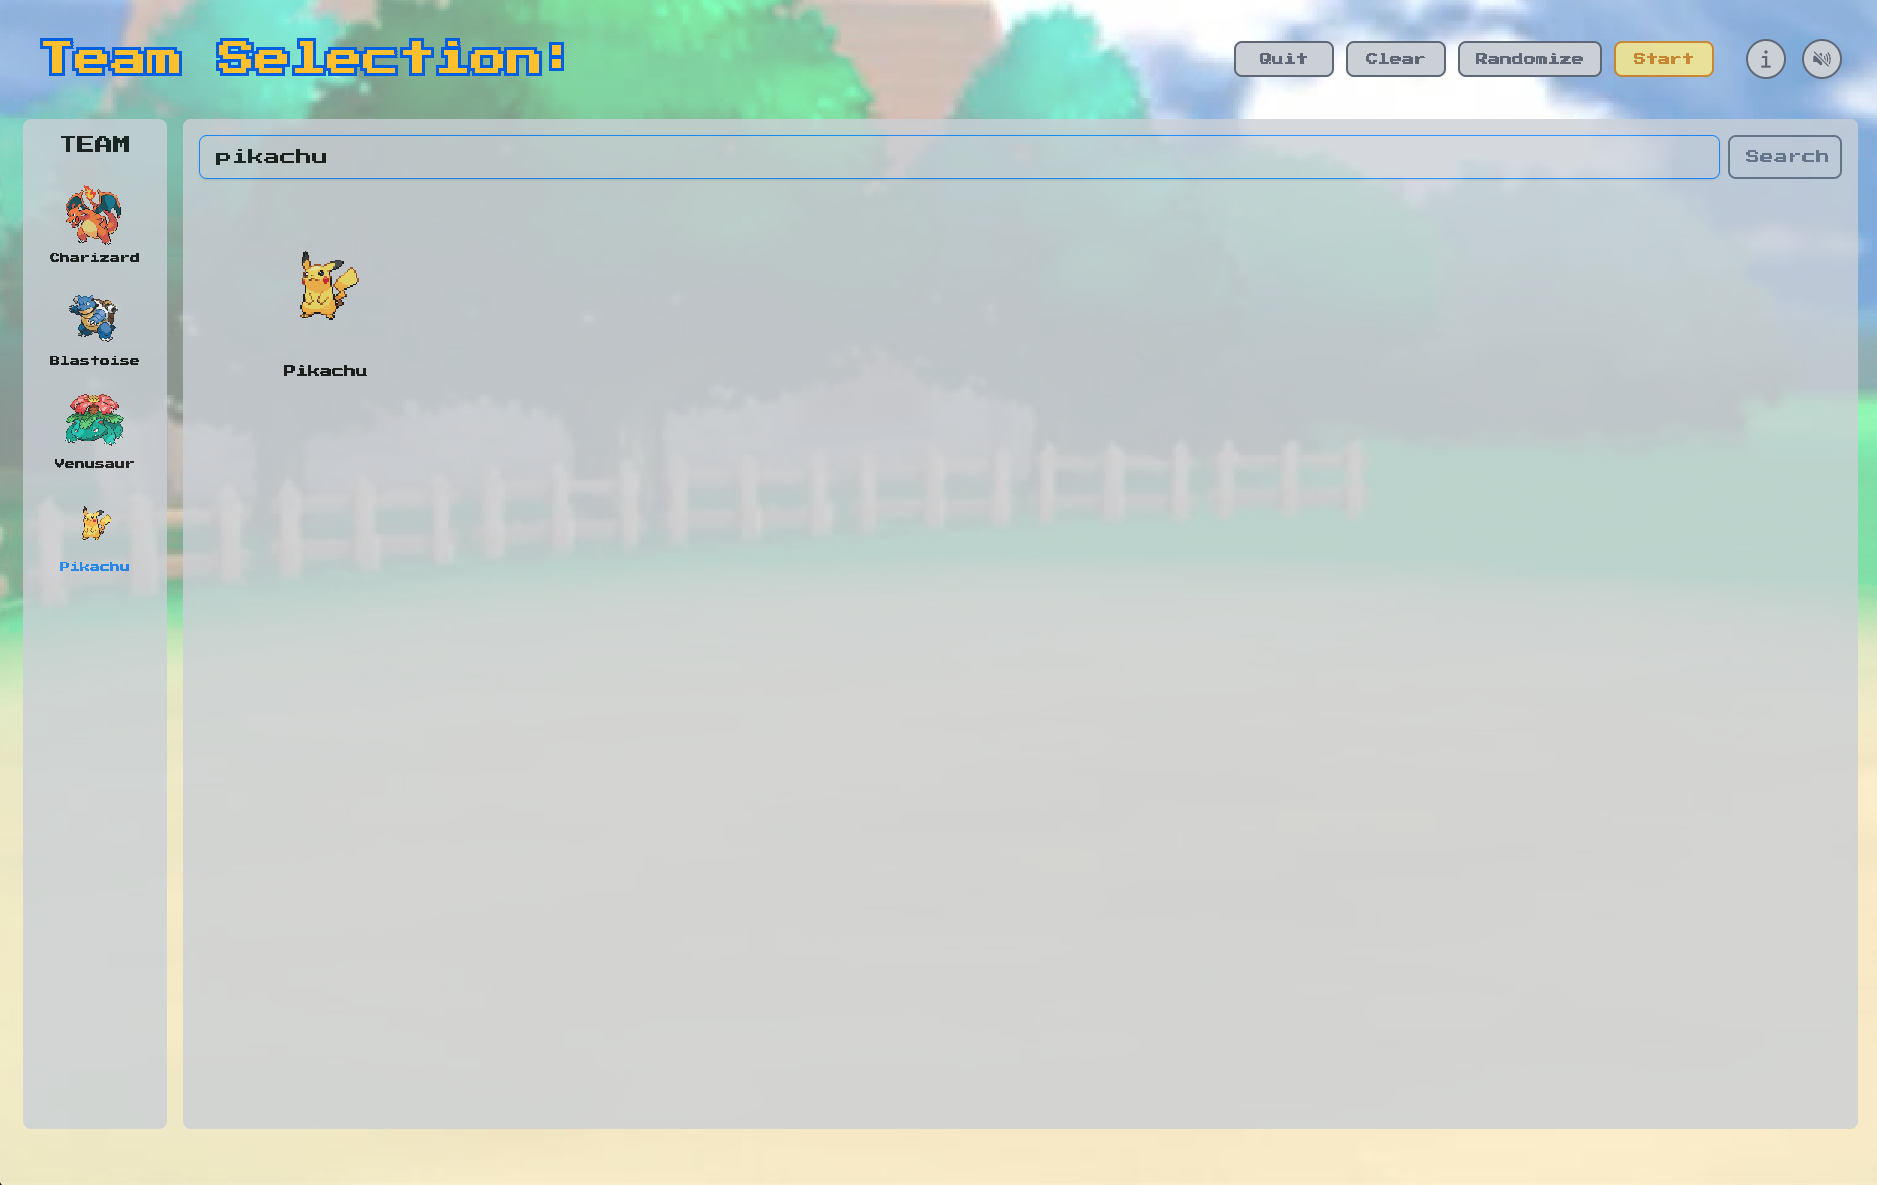 Team Selection:
Quit
Clear
Randomize
Start
i
TEAM
Charizard
Blastoise
Venusaur
Pikachu
pikachu
Search
Pikachu